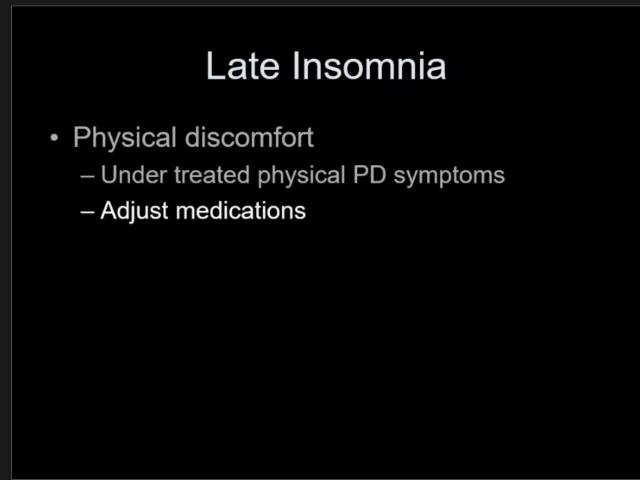 Late Insomnia
• Physical discomfort
– Under treated physical PD symptoms
– Adjust medications